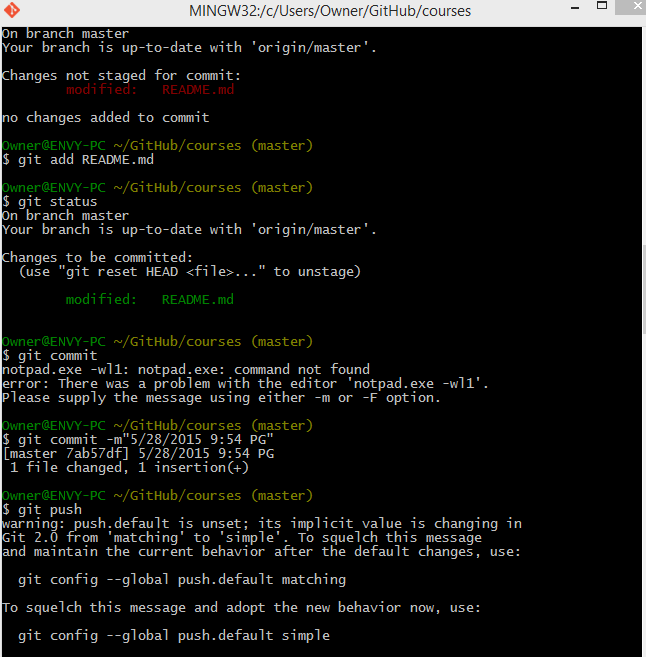 MINGW32:/c/Users/Owner/GitHub/courses
On branch master
Your branch is up-to-date with 'origin/master'.
Changes not staged for commit:
modified: README.md
no changes added to commit
Owner@ENVY-PC ~/GitHub/courses (master)
$ git add README.md
Owner@ENVY-PC ~/GitHub/courses (master)
$ git status
On branch master
Your branch is up-to-date with 'origin/master'.
Changes to be committed:
(use "git reset HEAD <file>..." to unstage)
modified: README.md
Owner@ENVY-PC ~/GitHub/courses (master)
$ git commit
notpad.exe -wl1: notpad.exe: command not found
error: There was a problem with the editor 'notpad.exe -wl1'.
Please supply the message using either -m or -F option.
Owner@ENVY-PC ~/GitHub/courses (master)
$ git commit -m"5/28/2015 9:54 PG"
[master 7ab57df] 5/28/2015 9:54 PG
1 file changed, 1 insertion(+)
Owner@ENVY-PC ~/GitHub/courses (master)
$ git push
warning: push.default is unset; its implicit value is changing in
Git 2.0 from 'matching' to 'simple'. To squelch this message
and maintain the current behavior after the default changes, use:
git config --global push.default matching
To squelch this message and adopt the new behavior now, use:
git config --global push.default simple